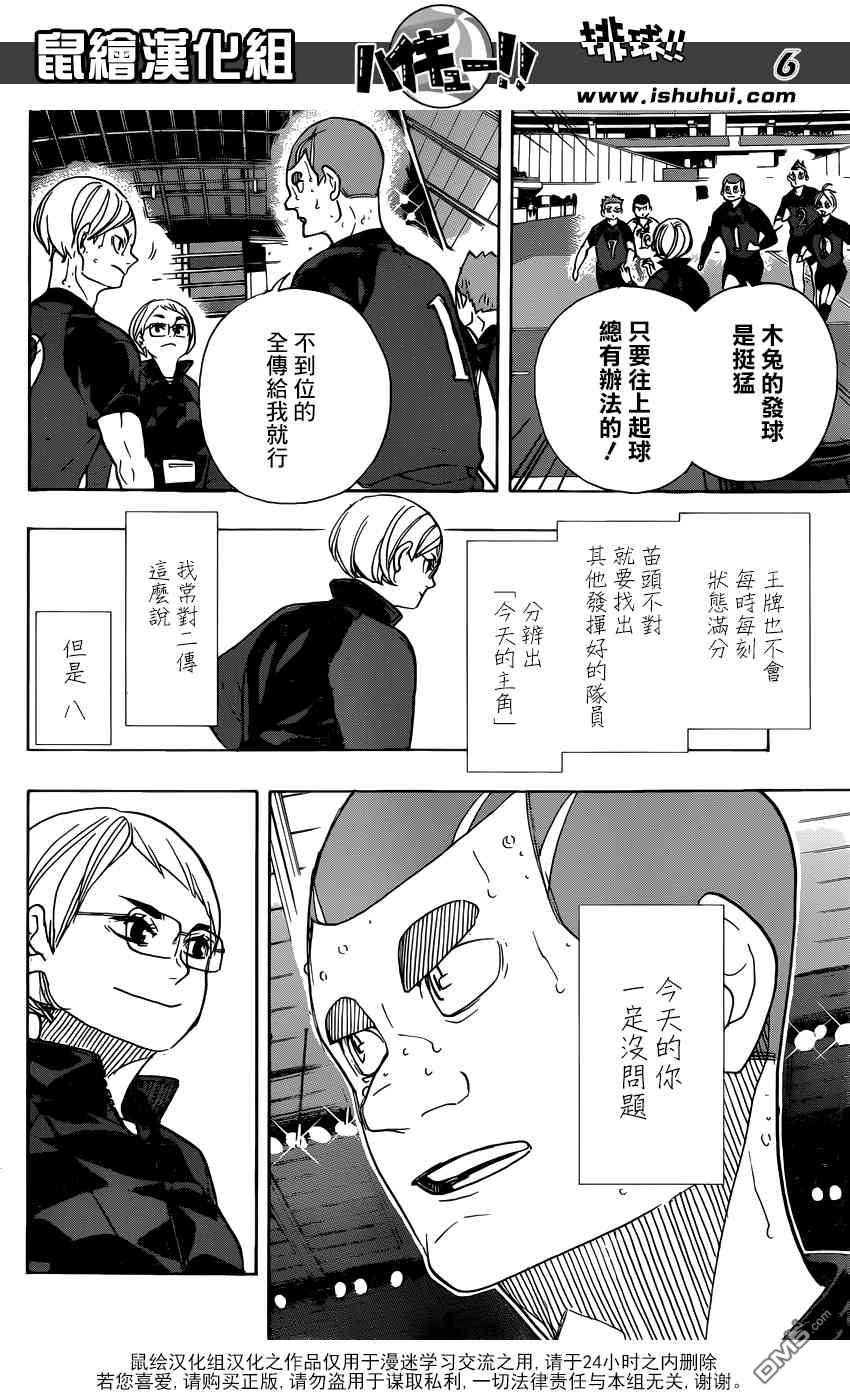 鼠繪漢化組
ハイキュー!!
排球!!
6
www.ishuhui.com
木兔的發球
是挺猛
只要往上起球
總有辦法的！
1
2
7
10
不到位的
全傳給我就行
1
王牌也不會
每時每刻
狀態滿分
苗頭不對
就要找出
其他發揮好的隊員
分辨出
「今天的主角」
我常對二傳
這麼說
但是 八
今天的你
一定沒問題
鼠绘汉化组汉化之作品仅用于漫迷学习交流之用, 请于24小时之内删除
若您喜爱, 请购买正版, 请勿盗用于谋取私利, 一切法律责任与本组无关, 谢谢。